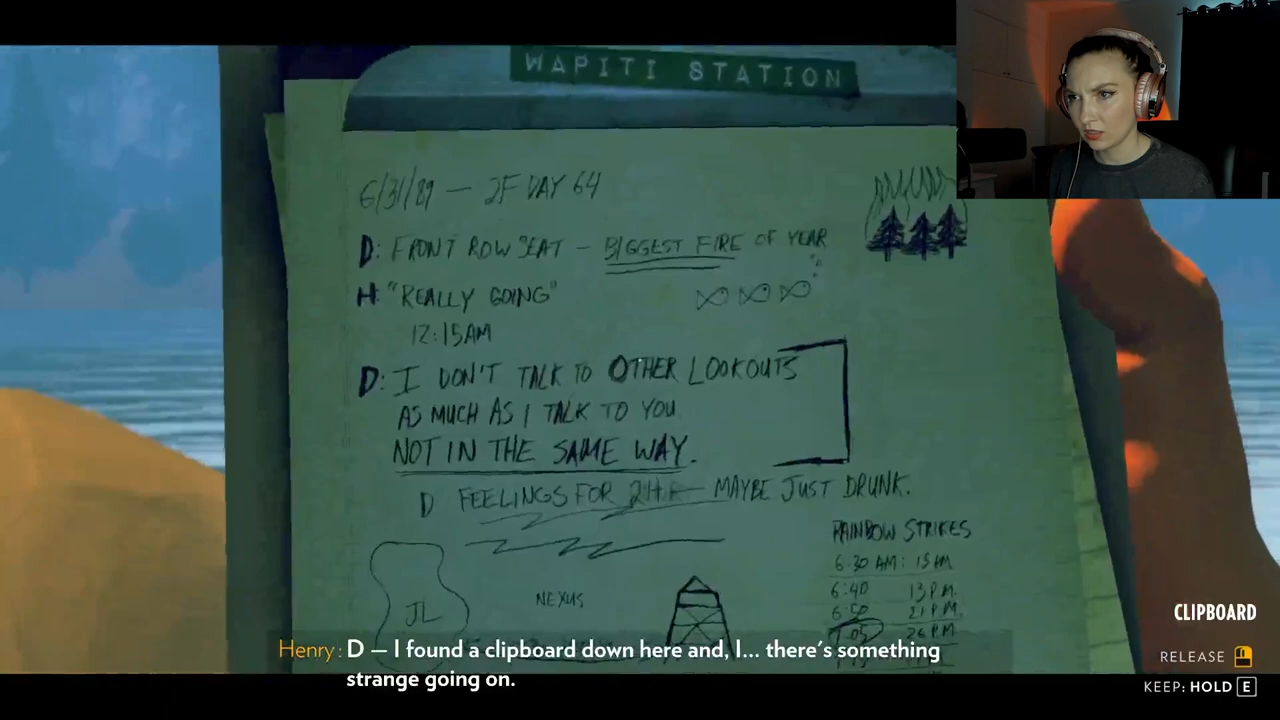 WAPITI STATION
6/31/89 — 2F DAY 64
D: FRONT ROW SEAT — BIGGEST FIRE OF YEAR
H: "REALLY GOING"
12:15AM
D: I DON'T TALK TO OTHER LOOKOUTS
AS MUCH AS I TALK TO YOU.
NOT IN THE SAME WAY.
D FEELINGS FOR MAYBE JUST DRUNK.
RAINBOW STRIKES
6:30 AM:
6:40 13 P.M.
6:50 21 P.M.
26 P.M.
JL
NEXUS
Henry: D — I found a clipboard down here and, I... there's something
strange going on.
CLIPBOARD
RELEASE
KEEP: HOLD E